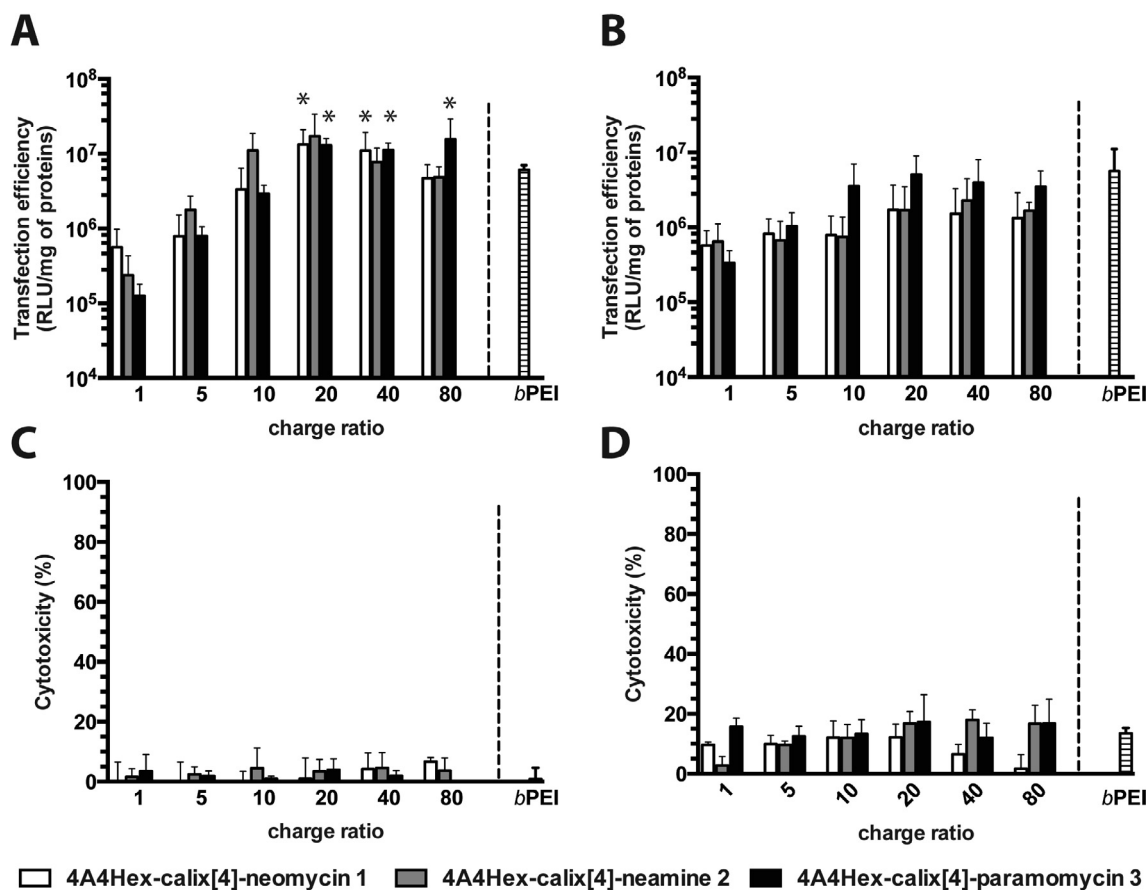 A
Transfection efficiency
(RLU/mg of proteins)
10⁸
10⁷
10⁶
10⁵
10⁴
* * * * *
1 5 10 20 40 80 bPEI
charge ratio
B
Transfection efficiency
(RLU/mg of proteins)
10⁸
10⁷
10⁶
10⁵
10⁴
1 5 10 20 40 80 bPEI
charge ratio
C
Cytotoxicity (%)
100
80
60
40
20
0
1 5 10 20 40 80 bPEI
charge ratio
D
Cytotoxicity (%)
100
80
60
40
20
0
1 5 10 20 40 80 bPEI
charge ratio
4A4Hex-calix[4]-neomycin 1 4A4Hex-calix[4]-neamine 2 4A4Hex-calix[4]-paramomycin 3